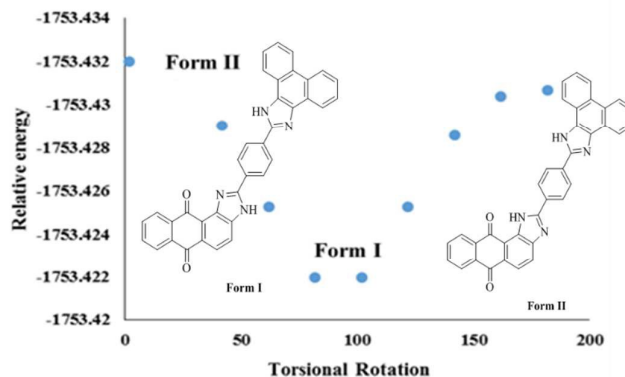 Relative energy
-1753.434
-1753.432
-1753.43
-1753.428
-1753.426
-1753.424
-1753.422
-1753.42
0
50
100
150
200
Torsional Rotation
Form II
HN
N
O
N
NH
O
Form I
Form I
HN
N
O
HN
N
O
Form II